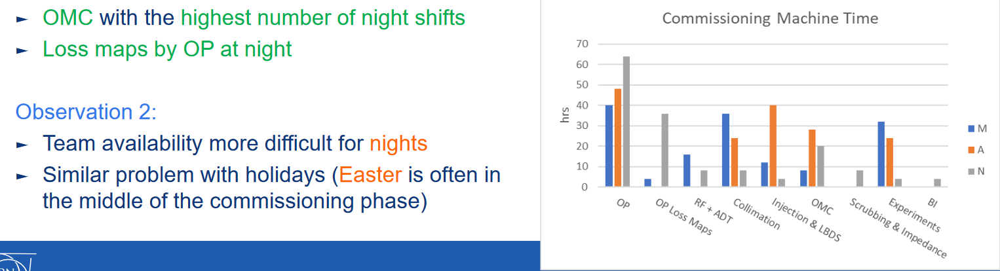 ► OMC with the highest number of night shifts
► Loss maps by OP at night
Observation 2:
► Team availability more difficult for nights
► Similar problem with holidays (Easter is often in
the middle of the commissioning phase)
Commissioning Machine Time
70
60
50
40
30
20
10
0
hrs
OP
OP Loss Maps
RF + ADT
Collimation
Injection & LBDS
OMC
Scrubbing & Impedance
Experiments
BI
M
A
N